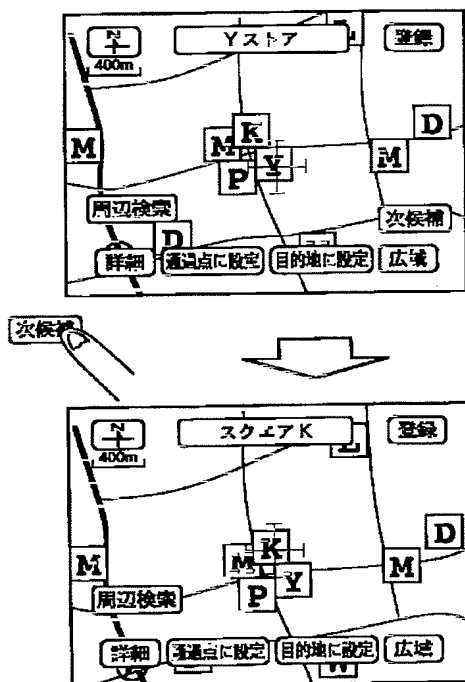 N
Yストア
登録
400m
K
D
M
M
M
P
Y
周辺検索
次候補
D
詳細
通過点に設定
目的地に設定
広域
次候補
N
スクエアK
登録
400m
L
D
K
M
M
M
Y
P
周辺検索
詳細
通過点に設定
目的地に設定
広域